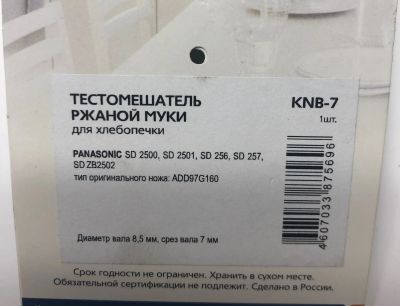 ТЕСТОМЕШАТЕЛЬ
РЖАНОЙ МУКИ
для хлебопечки
KNB-7
1шт.
PANASONIC SD 2500, SD 2501, SD 256, SD 257,
SD ZB2502
тип оригинального ножа: ADD97G160
4607033875696
Диаметр вала 8,5 мм, срез вала 7 мм
Срок годности не ограничен. Хранить в сухом месте.
Обязательной сертификации не подлежит. Сделано в России.